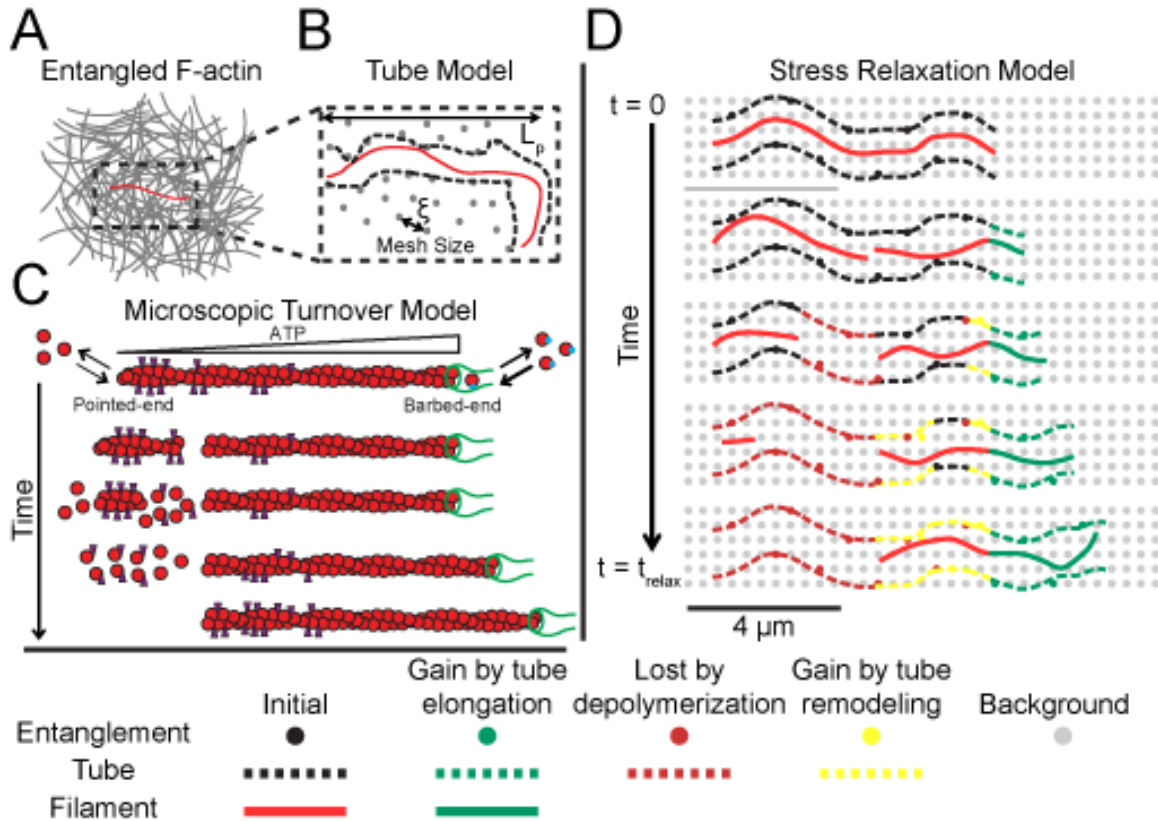 A
Entangled F-actin
B
Tube Model
Lp
ξ
Mesh Size
C
Microscopic Turnover Model
ATP
Pointed-end
Barbed-end
Time
D
Stress Relaxation Model
t = 0
Time
t = trelax
4 μm
Initial
Gain by tube
elongation
Lost by
depolymerization
Gain by tube
remodeling
Background
Entanglement
Tube
Filament